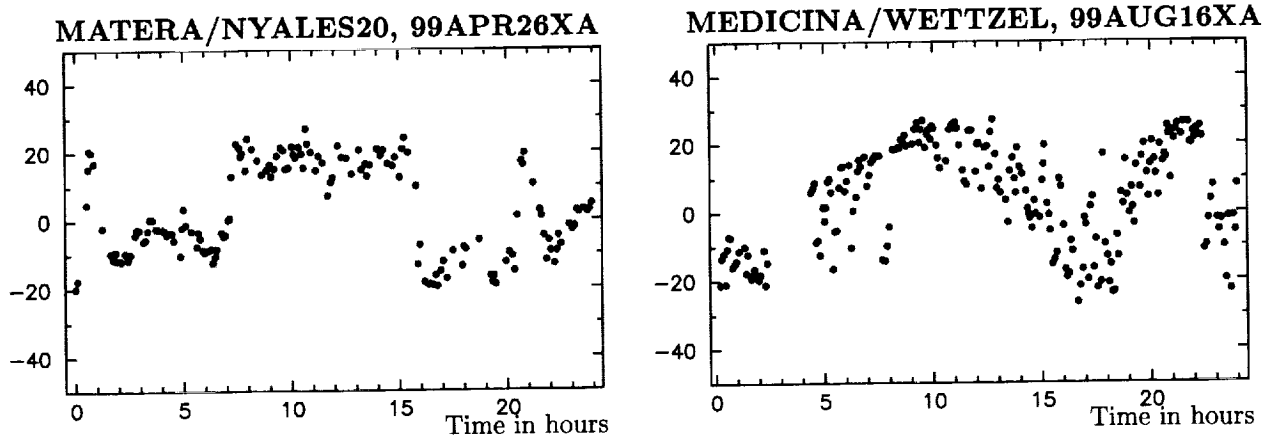 MATERA/NYALES20, 99APR26XA
40
20
0
−20
−40
0 5 10 15 20
Time in hours
MEDICINA/WETTZEL, 99AUG16XA
40
20
0
−20
−40
0 5 10 15 20
Time in hours